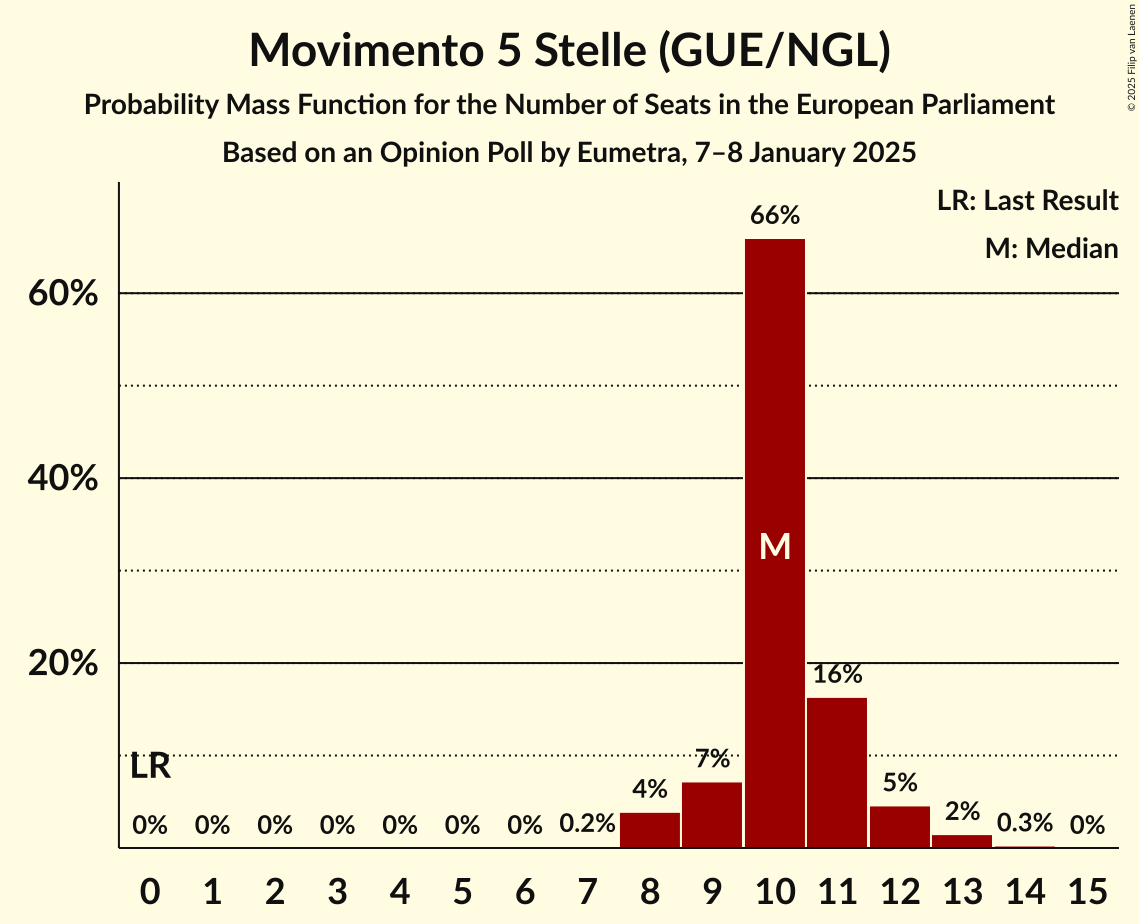 Movimento 5 Stelle (GUE/NGL)
Probability Mass Function for the Number of Seats in the European Parliament
Based on an Opinion Poll by Eumetra, 7–8 January 2025
© 2025 Filip van Laenen
LR: Last Result
M: Median
60%
40%
20%
66%
M
16%
LR
7%
4%
5%
2%
0% 0% 0% 0% 0% 0% 0% 0.2% 0.3% 0%
0 1 2 3 4 5 6 7 8 9 10 11 12 13 14 15